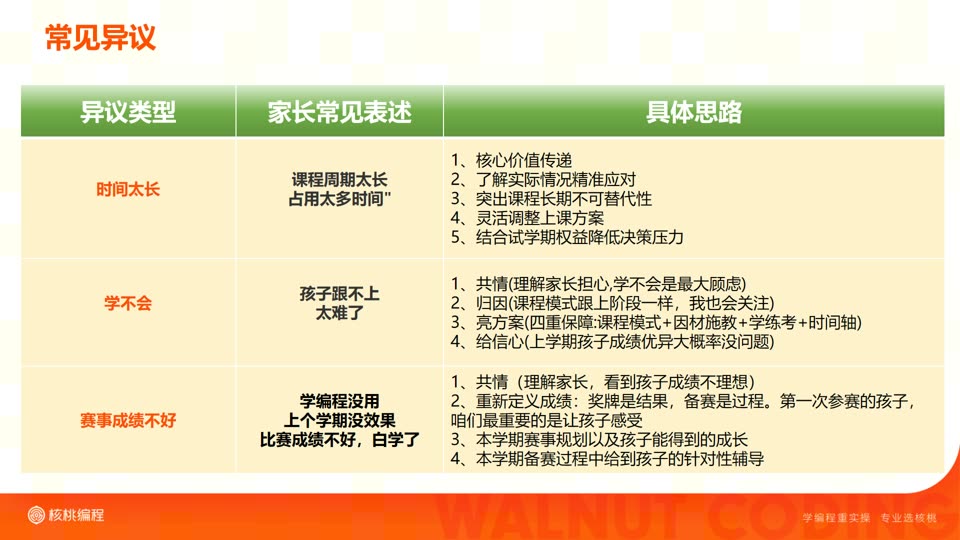 常见异议
异议类型
家长常见表述
具体思路
时间太长
课程周期太长
占用太多时间"
1、核心价值传递
2、了解实际情况精准应对
3、突出课程长期不可替代性
4、灵活调整上课方案
5、结合试学期权益降低决策压力
学不会
孩子跟不上
太难了
1、共情(理解家长担心,学不会是最大顾虑)
2、归因(课程模式跟上阶段一样，我也会关注)
3、亮方案(四重保障:课程模式+因材施教+学练考+时间轴)
4、给信心(上学期孩子成绩优异大概率没问题)
赛事成绩不好
学编程没用
上个学期没效果
比赛成绩不好，白学了
1、共情（理解家长，看到孩子成绩不理想）
2、重新定义成绩：奖牌是结果，备赛是过程。第一次参赛的孩子，
咱们最重要的是让孩子感受
3、本学期赛事规划以及孩子能得到的成长
4、本学期备赛过程中给到孩子的针对性辅导
核桃编程
WALNUT CODING
学编程重实操 专业选核桃